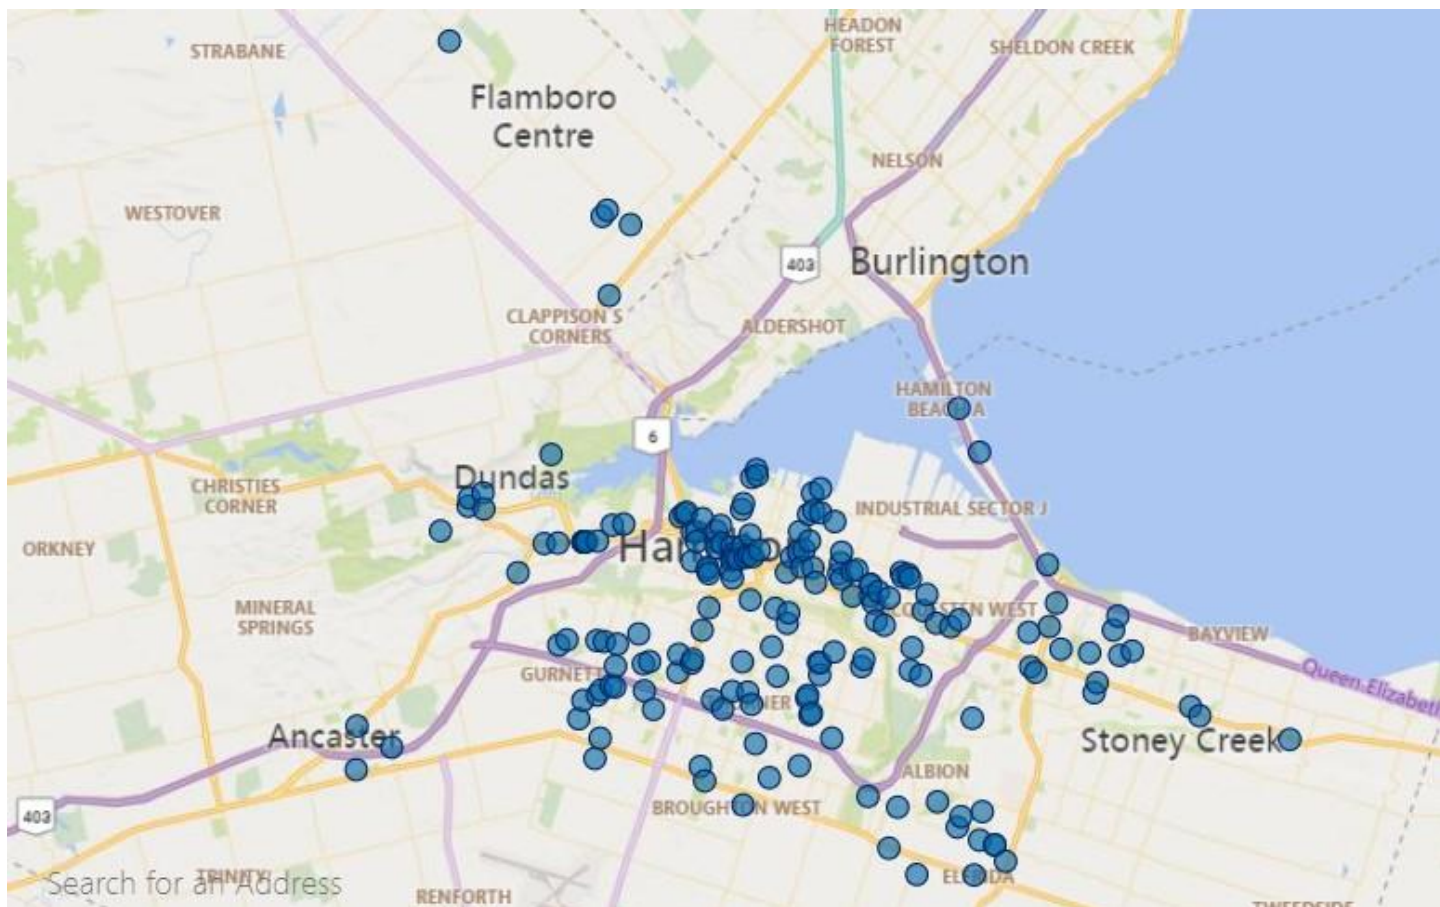 HEADON
FOREST
STRABANE
SHELDON CREEK
Flamboro
Centre
NELSON
WESTOVER
403
Burlington
CLAPPISON S
CORNERS
ALDERSHOT
HAMILTON
6
Dundas
CHRISTIES
CORNER
INDUSTRIAL SECTOR J
ORKNEY
MINERAL
SPRINGS
WEST
BAYVIEW
Queen Elizabeth
Ancaster
Stoney Creek
ALBION
403
BROUGHTON WEST
TRINITY
Search for an Address
RENFORTH